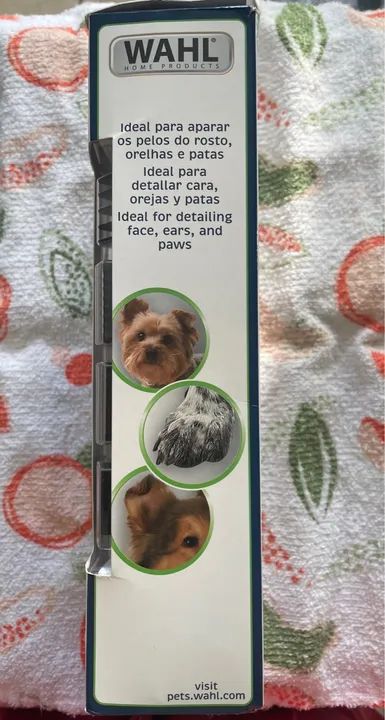 WAHL
HOME PRODUCTS
Ideal para aparar
os pelos do rosto,
orelhas e patas
Ideal para
detallar cara,
orejas y patas
Ideal for detailing
face, ears, and
paws
visit
pets.wahl.com